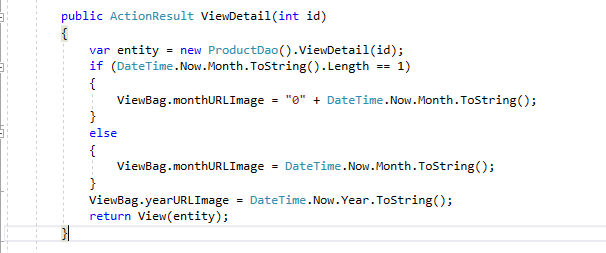 public ActionResult ViewDetail(int id)
{
var entity = new ProductDao().ViewDetail(id);
if (DateTime.Now.Month.ToString().Length == 1)
{
ViewBag.monthURLImage = "0" + DateTime.Now.Month.ToString();
}
else
{
ViewBag.monthURLImage = DateTime.Now.Month.ToString();
}
ViewBag.yearURLImage = DateTime.Now.Year.ToString();
return View(entity);
}